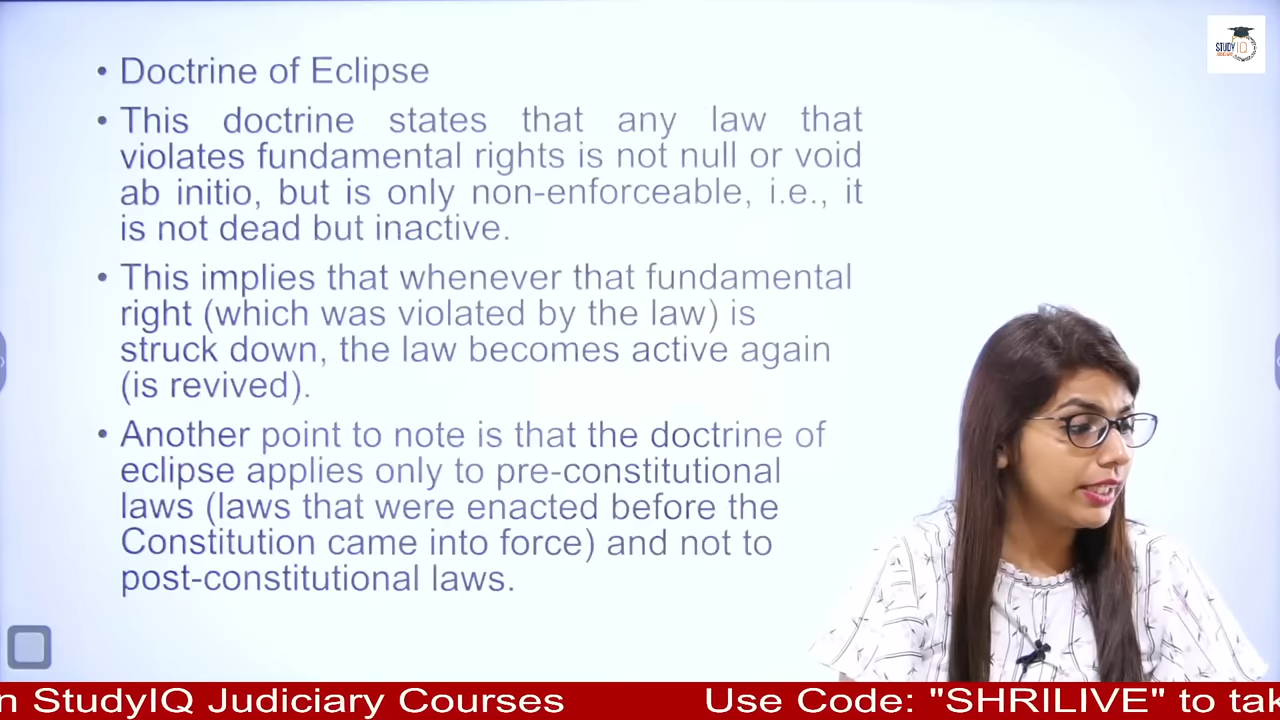 • Doctrine of Eclipse
• This doctrine states that any law that
violates fundamental rights is not null or void
ab initio, but is only non-enforceable, i.e., it
is not dead but inactive.
• This implies that whenever that fundamental
right (which was violated by the law) is
struck down, the law becomes active again
(is revived).
• Another point to note is that the doctrine of
eclipse applies only to pre-constitutional
laws (laws that were enacted before the
Constitution came into force) and not to
post-constitutional laws.
STUDY IQ
n StudyIQ Judiciary Courses Use Code: "SHRILIVE" to tak